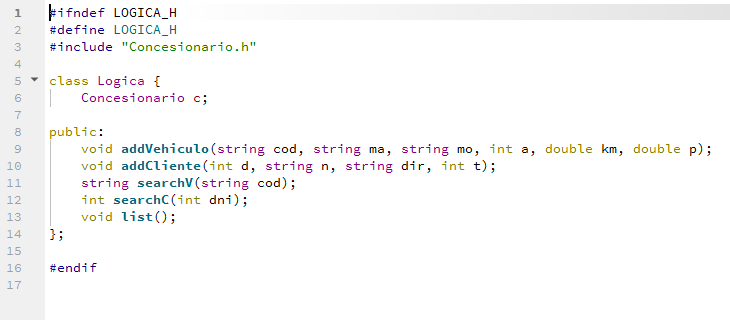 1 #ifndef LOGICA_H
2 #define LOGICA_H
3 #include "Concesionario.h"
4
5 class Logica {
6     Concesionario c;
7
8 public:
9     void addVehiculo(string cod, string ma, string mo, int a, double km, double p);
10     void addCliente(int d, string n, string dir, int t);
11     string searchV(string cod);
12     int searchC(int dni);
13     void list();
14 };
15
16 #endif
17